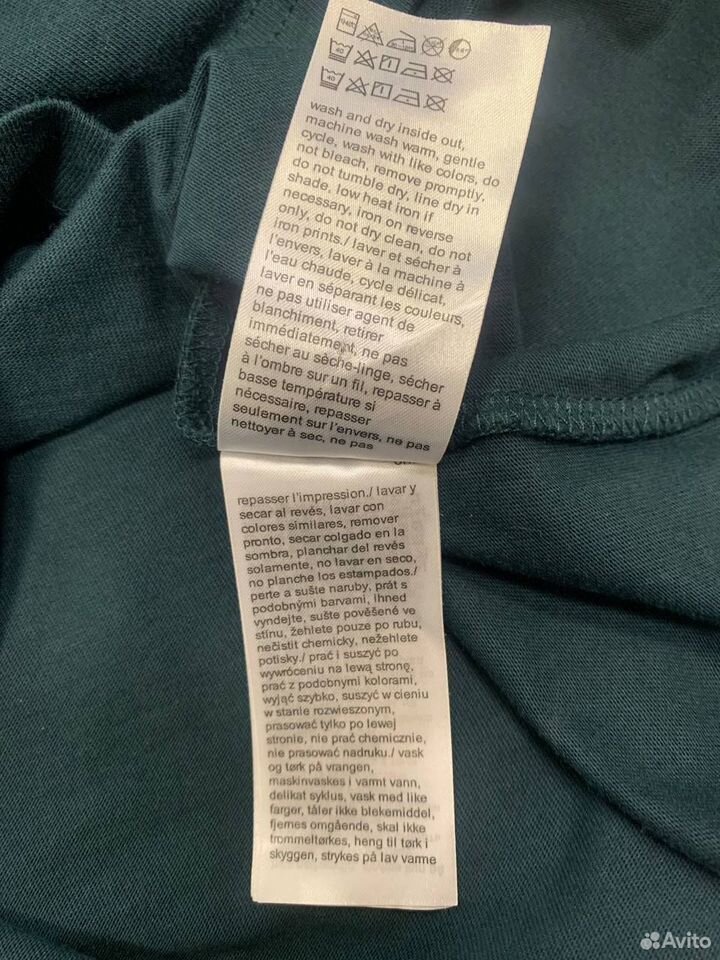 40
40
wash and dry inside out,
machine wash warm, gentle
cycle, wash with like colors, do
not bleach, remove promptly,
do not tumble dry, line dry in
shade, low heat iron if
necessary, iron on reverse
only, do not dry clean, do not
iron prints./ laver et sécher à
l'envers, laver à la machine à
l'eau chaude, cycle délicat,
laver en séparant les couleurs,
ne pas utiliser agent de
blanchiment, retirer
immédiatement, ne pas
sécher au sèche-linge, sécher
à l'ombre sur un fil, repasser à
basse température si
nécessaire, repasser
seulement sur l'envers, ne pas
nettoyer à sec, ne pas
repasser l'impression./ lavar y
secar al revés, lavar con
colores similares, remover
pronto, secar colgado en la
sombra, planchar del revés
solamente, no lavar en seco,
no planche los estampados./
perte a sušte naruby, prát s
podobnými barvami, Ihned
vyndejte, sušte pověšené ve
stínu, žehlete pouze po rubu,
nečistit chemicky, nežehlete
potisky./ prać i suszyć po
wywróceniu na lewą stronę,
prać z podobnymi kolorami,
wyjąć szybko, suszyć w cieniu
w stanie rozwieszonym,
prasować tylko po lewej
stronie, nie prać chemicznie,
nie prasować nadruku./ vask
og tørk på vrangen,
maskinvaskes i varmt vann,
delikat syklus, vask med like
farger, tåler ikke blekemiddel,
fjernes omgående, skal ikke
trommeltørkes, heng til tørk i
skyggen, strykes på lav varme
Avito